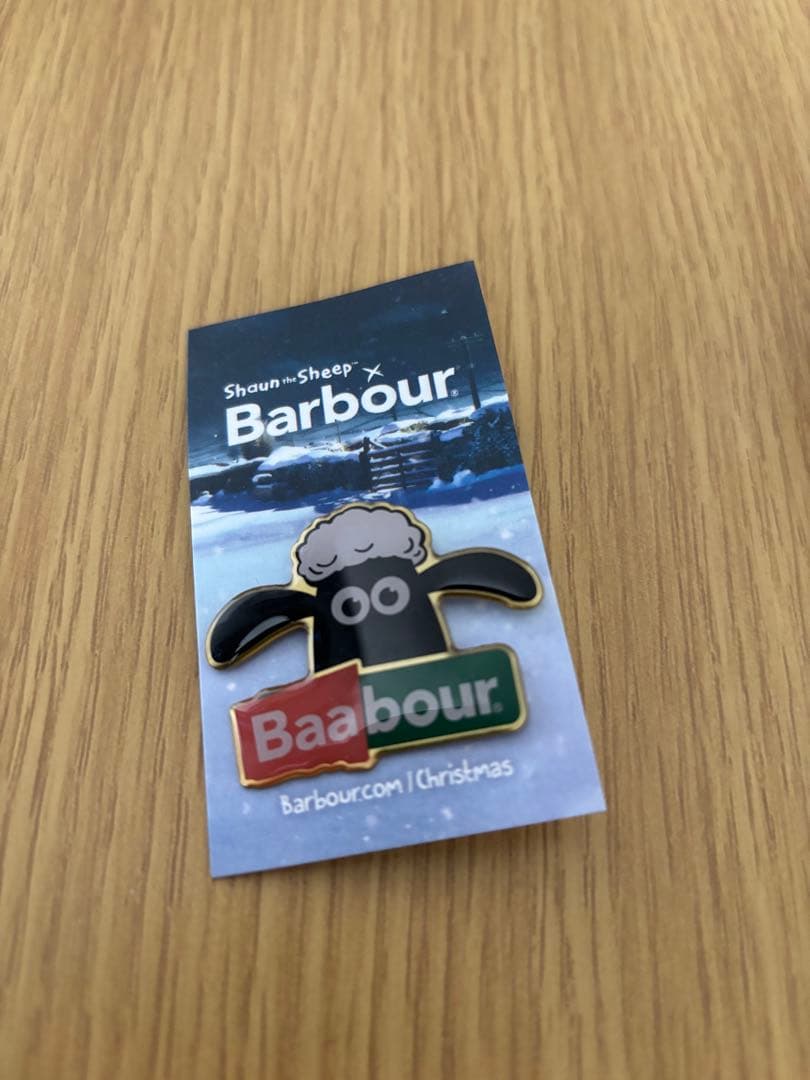 Shaun the Sheep™ ×
Barbour®
Baabour®
Barbour.com | Christmas